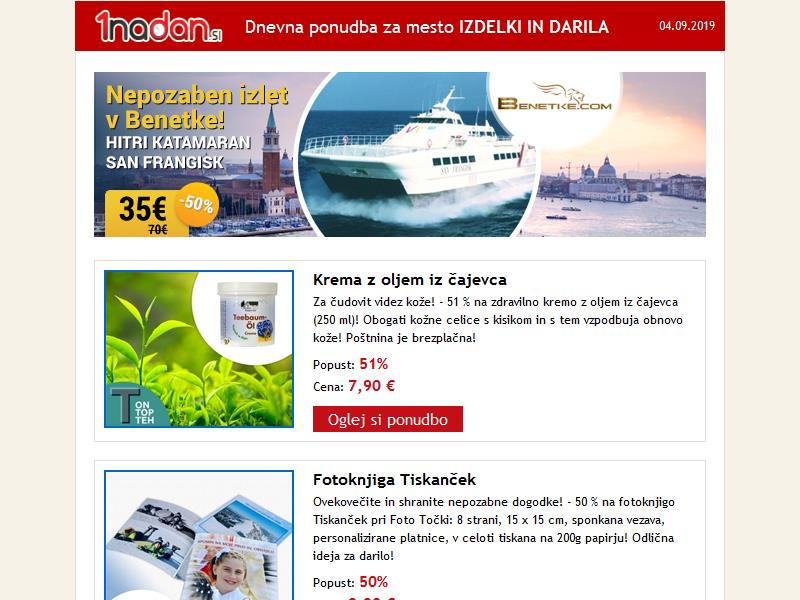 1nadan.si
Dnevna ponudba za mesto IZDELKI IN DARILA
04.09.2019
Nepozaben izlet
v Benetke!
HITRI KATAMARAN
SAN FRANGISK
35€
-50%
70€
BENETKE.COM
SAN FRANGISK
Teebaum-
Öl
Creme
TON
TOP
TEH
Krema z oljem iz čajevca
Za čudovit videz kože! - 51 % na zdravilno kremo z oljem iz čajevca
(250 ml)! Obogati kožne celice s kisikom in s tem vzpodbuja obnovo
kože! Poštnina je brezplačna!
Popust: 51%
Cena: 7,90 €
Oglej si ponudbo
Fotoknjiga Tiskanček
Ovekovečite in shranite nepozabne dogodke! - 50 % na fotoknjigo
Tiskanček pri Foto Točki: 8 strani, 15 x 15 cm, sponkana vezava,
personalizirane platnice, v celoti tiskana na 200g papirju! Odlična
ideja za darilo!
Popust: 50%